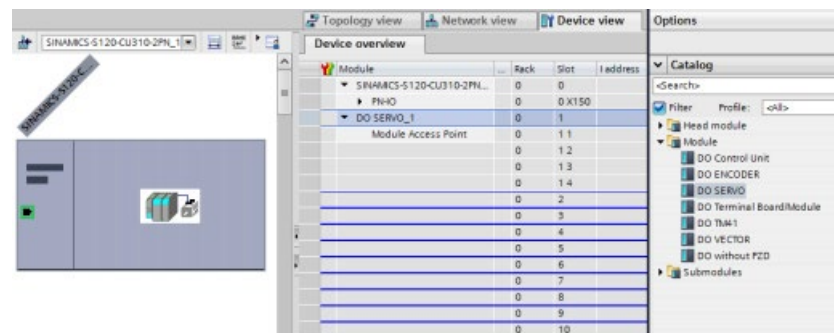 Topology view
Network view
Device view
Options
SINAMICS-S120-CU310-2PN_1
Device overview
SINAMICS-S120-C...
Module
...
Rack
Slot
I address
SINAMICS-S120-CU310-2PN...
0
0
PN-IO
0
0 X150
DO SERVO_1
0
1
Module Access Point
0
1 1
0
1 2
0
1 3
0
1 4
0
2
0
3
0
4
0
5
0
6
0
7
0
8
0
9
0
10
Catalog
<Search>
Filter
Profile:
<All>
Head module
Module
DO Control Unit
DO ENCODER
DO SERVO
DO Terminal Board/Module
DO TM41
DO VECTOR
DO without PZD
Submodules